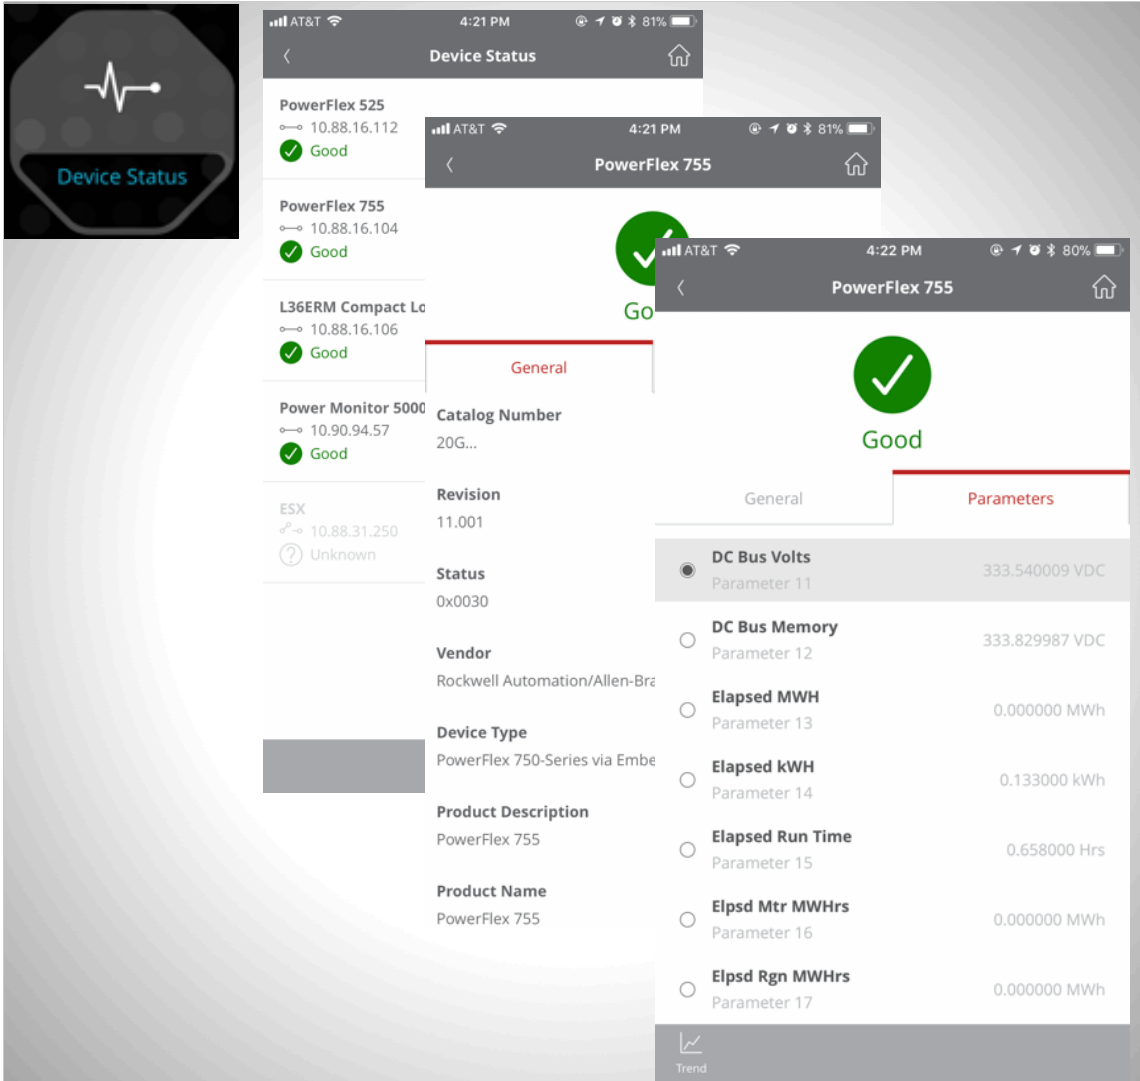 Device Status
AT&T 4:21 PM 81%
Device Status
PowerFlex 525
10.88.16.112
Good
PowerFlex 755
10.88.16.104
Good
L36ERM Compact Lo
10.88.16.106
Good
Power Monitor 5000
10.90.94.57
Good
ESX
10.88.31.250
Unknown
AT&T 4:21 PM 81%
PowerFlex 755
Go
General
Catalog Number
20G...
Revision
11.001
Status
0x0030
Vendor
Rockwell Automation/Allen-Bra
Device Type
PowerFlex 750-Series via Embe
Product Description
PowerFlex 755
Product Name
PowerFlex 755
AT&T 4:22 PM 80%
PowerFlex 755
Good
General Parameters
DC Bus Volts
Parameter 11 333.540009 VDC
DC Bus Memory
Parameter 12 333.829987 VDC
Elapsed MWH
Parameter 13 0.000000 MWh
Elapsed kWH
Parameter 14 0.133000 kWh
Elapsed Run Time
Parameter 15 0.658000 Hrs
Elpsd Mtr MWHrs
Parameter 16 0.000000 MWh
Elpsd Rgn MWHrs
Parameter 17 0.000000 MWh
Trend